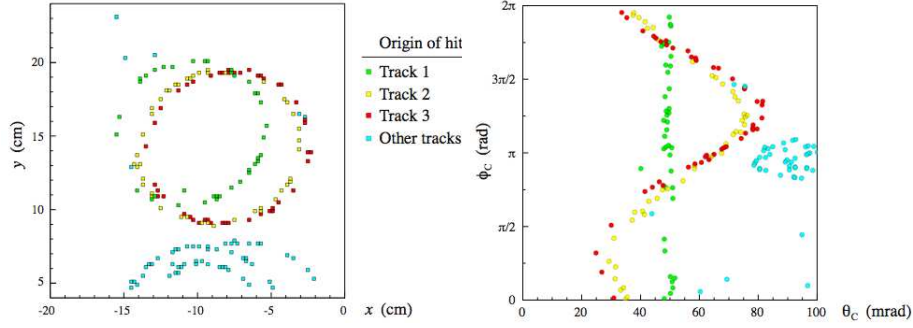 Origin of hit
Track 1
Track 2
Track 3
Other tracks
y (cm)
20
15
10
5
-20
-15
-10
-5
0
x (cm)
ϕC (rad)
2π
3π/2
π
π/2
0
0
20
40
60
80
100
θC (mrad)